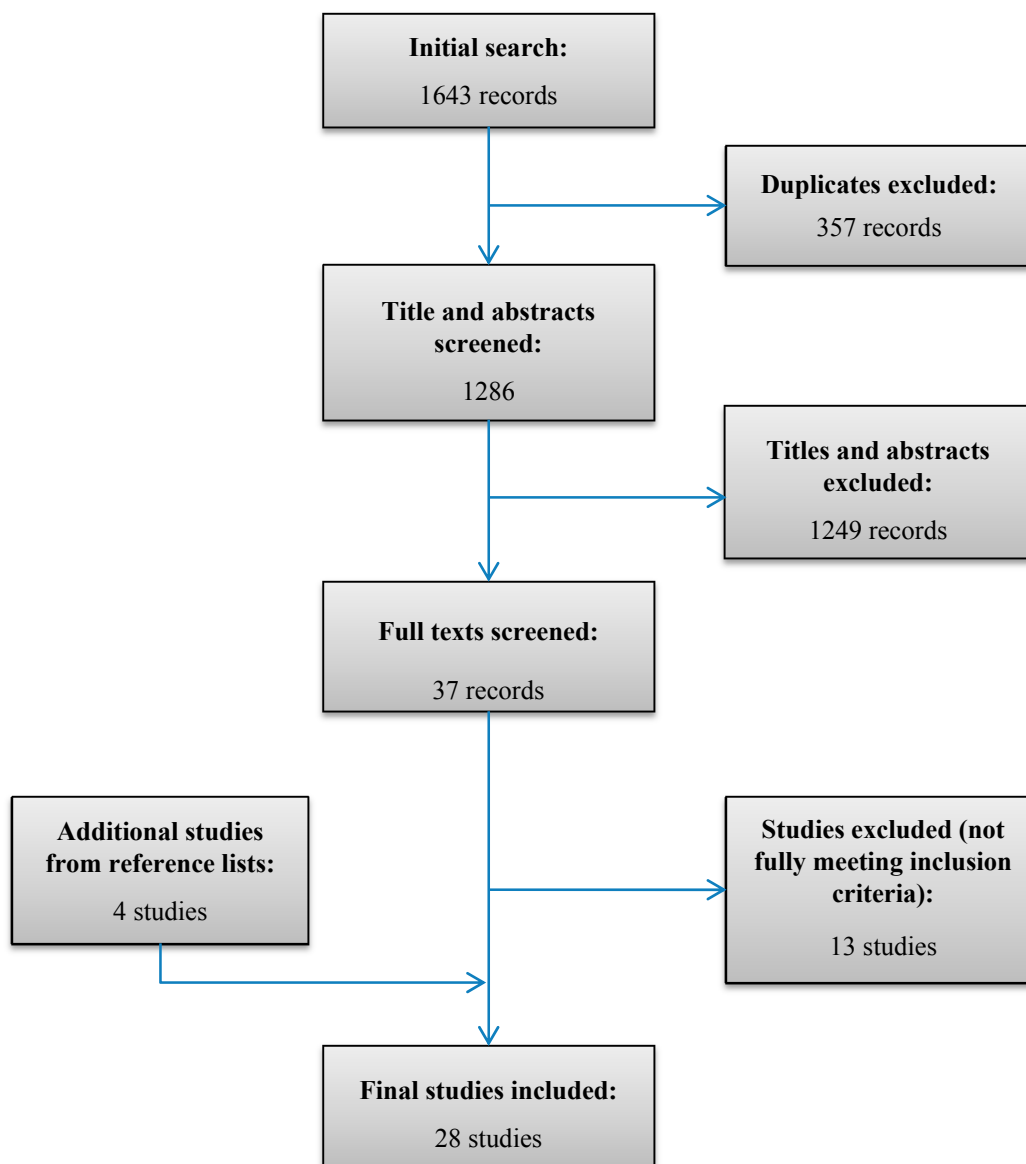 Initial search:
1643 records
Duplicates excluded:
357 records
Title and abstracts
screened:
1286
Titles and abstracts
excluded:
1249 records
Full texts screened:
37 records
Additional studies
from reference lists:
4 studies
Studies excluded (not
fully meeting inclusion
criteria):
13 studies
Final studies included:
28 studies